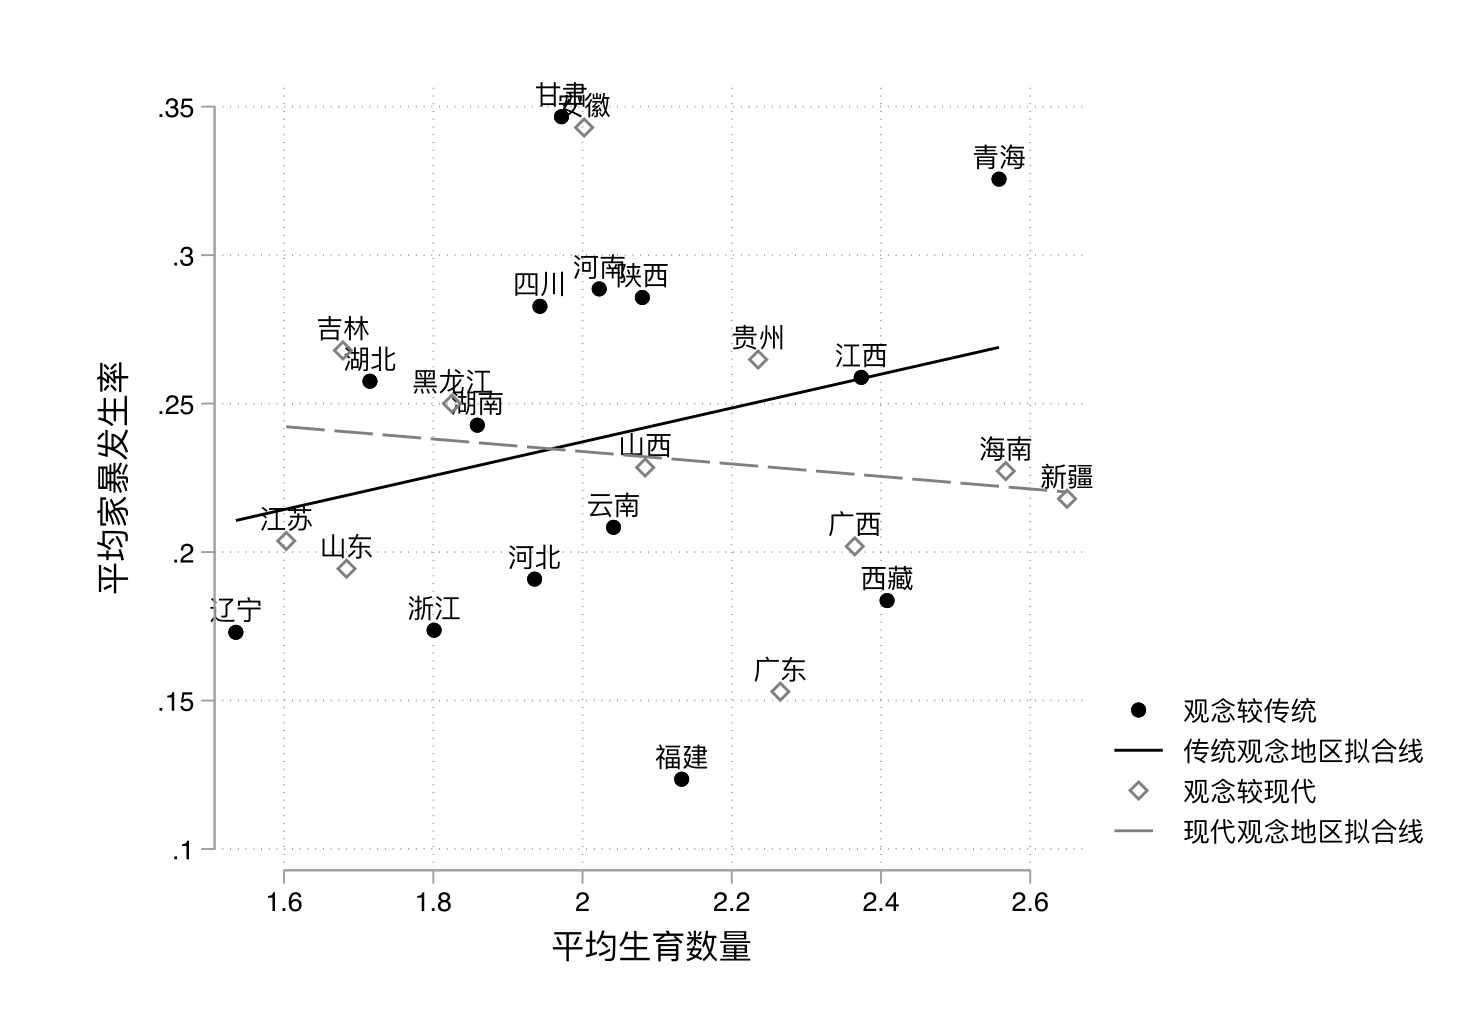 甘肃
安徽
.35
青海
.3
河南
陕西
四川
吉林
贵州
湖北
江西
黑龙江
湖南
.25
山西
海南
新疆
云南
江苏
广西
山东
.2
河北
西藏
辽宁
浙江
广东
.15
福建
.1
平均家暴发生率
1.6
1.8
2
2.2
2.4
2.6
平均生育数量
观念较传统
传统观念地区拟合线
观念较现代
现代观念地区拟合线